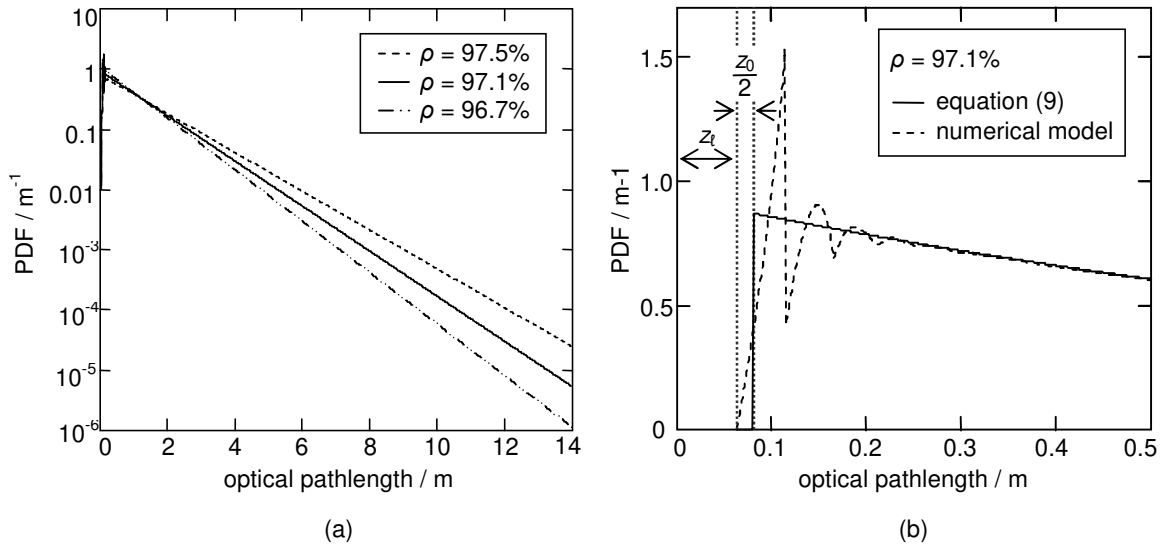 10
1
0.1
0.01
10-3
10-4
10-5
10-6
PDF / m-1
ρ = 97.5%
ρ = 97.1%
ρ = 96.7%
0 2 4 6 8 10 12 14
optical pathlength / m
(a)
1.5
1.0
0.5
0
PDF / m-1
z0
2
zℓ
ρ = 97.1%
equation (9)
numerical model
0 0.1 0.2 0.3 0.4 0.5
optical pathlength / m
(b)